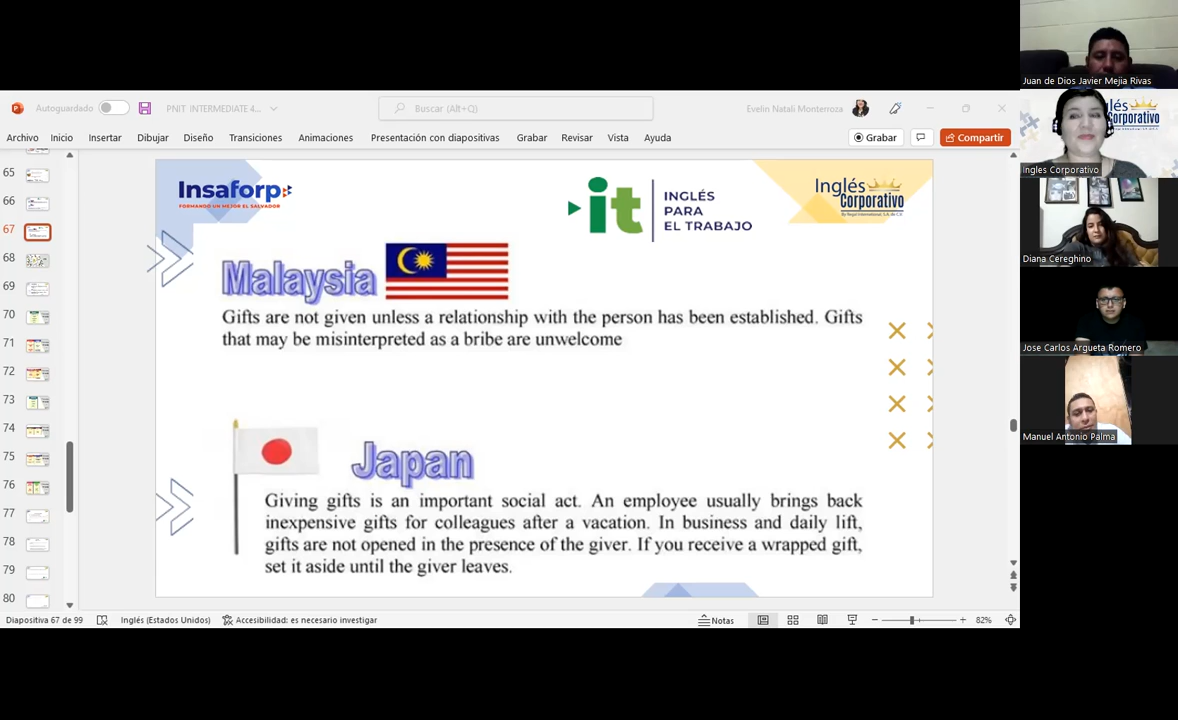 Autoguardado
PNIT INTERMEDIATE 4...
Buscar (Alt+Q)
Evelin Natali Monterroza
Archivo Inicio Insertar Dibujar Diseño Transiciones Animaciones Presentación con diapositivas Grabar Revisar Vista Ayuda
Grabar
Compartir
65
66
67
68
69
70
71
72
73
74
75
76
77
78
79
80
Insaforp
FORMANDO UN MEJOR EL SALVADOR
it
INGLÉS
PARA
EL TRABAJO
Inglés
Corporativo
Malaysia
Gifts are not given unless a relationship with the person has been established. Gifts
that may be misinterpreted as a bribe are unwelcome
Japan
Giving gifts is an important social act. An employee usually brings back
inexpensive gifts for colleagues after a vacation. In business and daily lift,
gifts are not opened in the presence of the giver. If you receive a wrapped gift,
set it aside until the giver leaves.
Diapositiva 67 de 99
Inglés (Estados Unidos)
Accesibilidad: es necesario investigar
Notas
82%
Juan de Dios Javier Mejia Rivas
lés
Corporativo
Ingles Corporativo
Diana Cereghino
Jose Carlos Argueta Romero
Manuel Antonio Palma